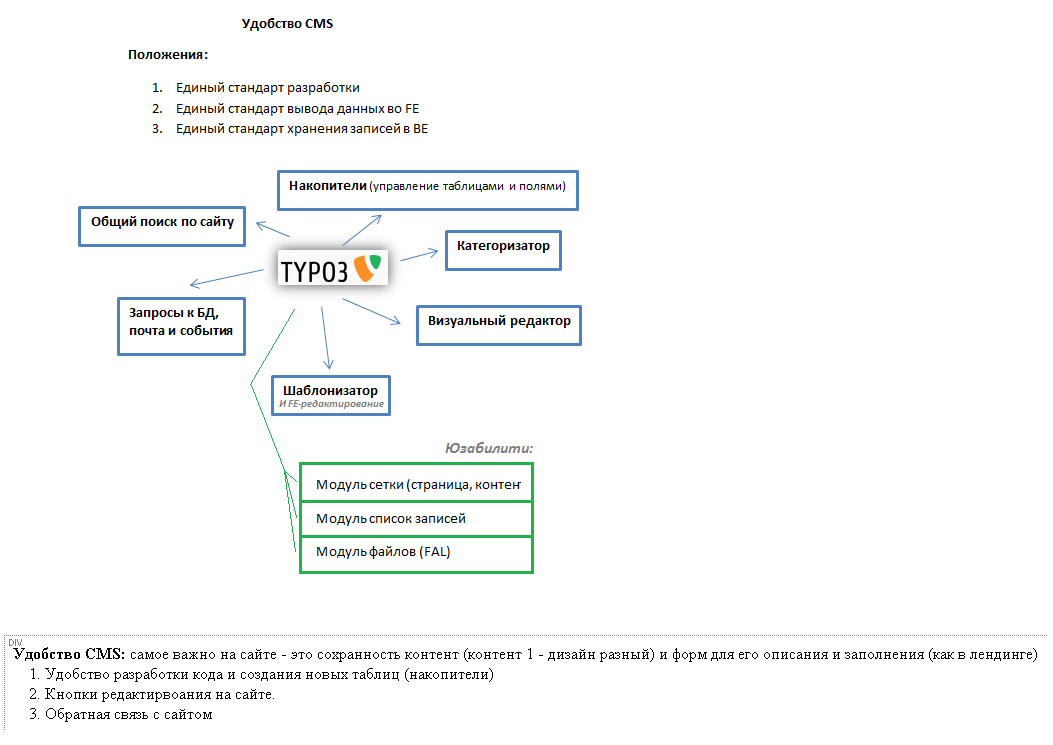 Удобство CMS
Положения:
1. Единый стандарт разработки
2. Единый стандарт вывода данных во FE
3. Единый стандарт хранения записей в BE
Накопители (управление таблицами и полями)
Общий поиск по сайту
Категоризатор
TYPO3
Запросы к БД,
почта и события
Визуальный редактор
Шаблонизатор
И FE-редактирование
Юзабилити:
Модуль сетки (страница, контент
Модуль список записей
Модуль файлов (FAL)
DIV
Удобство CMS: самое важно на сайте - это сохранность контент (контент 1 - дизайн разный) и форм для его описания и заполнения (как в лендинге)
1. Удобство разработки кода и создания новых таблиц (накопители)
2. Кнопки редактирвоания на сайте.
3. Обратная связь с сайтом